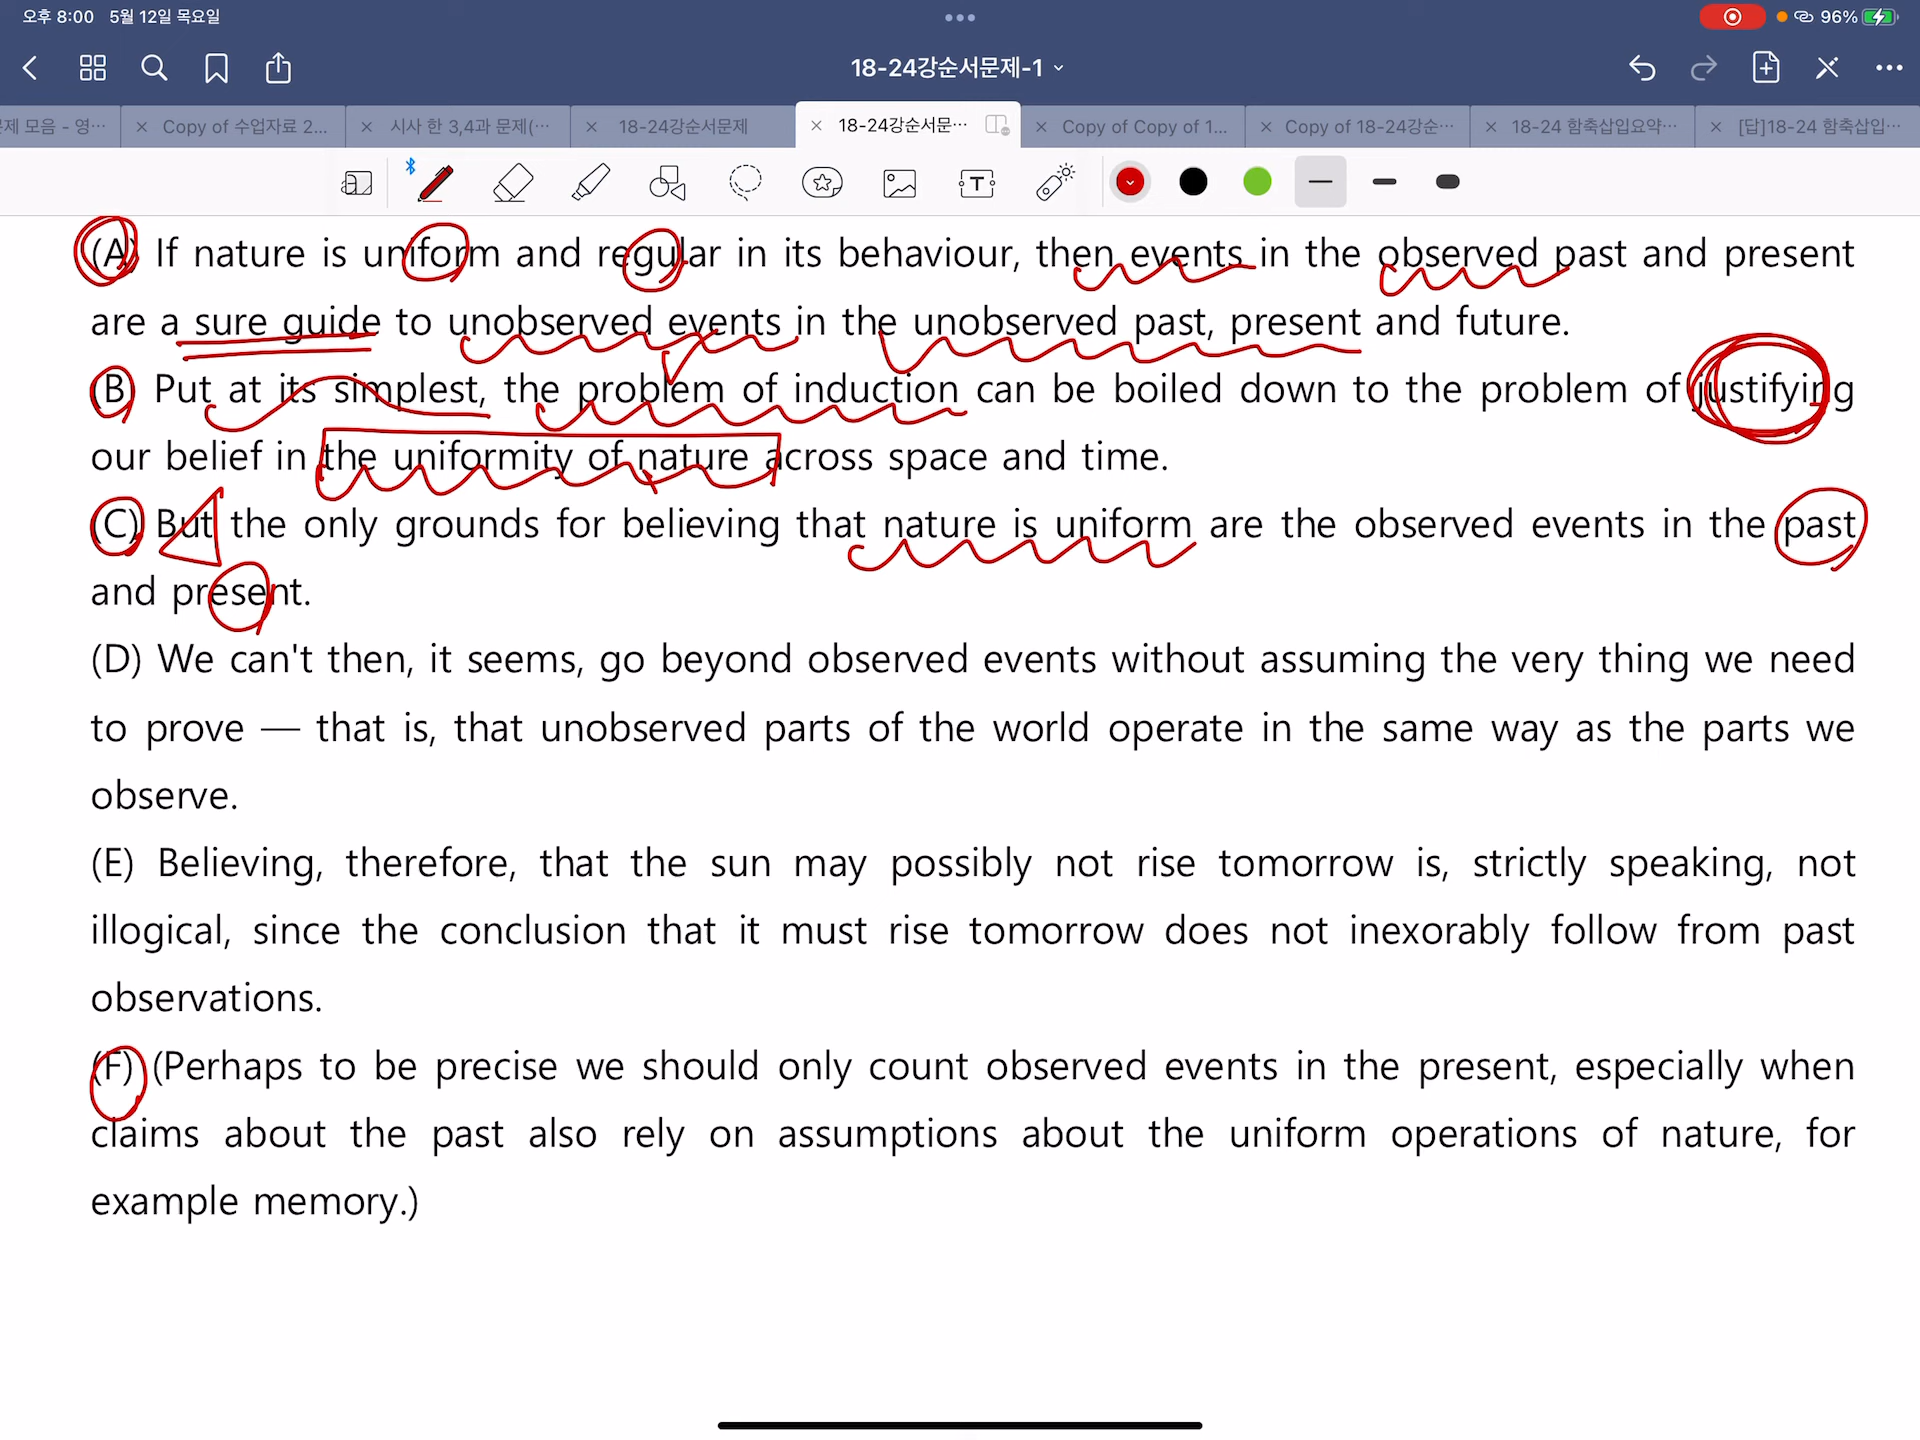 오후 8:00 5월 12일 목요일
96%
18-24강순서문제-1
제 모음 - 영…
Copy of 수업자료 2...
시사 한 3,4과 문제(…
18-24강순서문제
18-24강순서문…
Copy of Copy of 1...
Copy of 18-24강순…
18-24 함축삽입요약…
[답]18-24 함축삽입…
(A) If nature is uniform and regular in its behaviour, then events in the observed past and present
are a sure guide to unobserved events in the unobserved past, present and future.
(B) Put at its simplest, the problem of induction can be boiled down to the problem of justifying
our belief in the uniformity of nature across space and time.
(C) But the only grounds for believing that nature is uniform are the observed events in the past
and present.
(D) We can't then, it seems, go beyond observed events without assuming the very thing we need
to prove — that is, that unobserved parts of the world operate in the same way as the parts we
observe.
(E) Believing, therefore, that the sun may possibly not rise tomorrow is, strictly speaking, not
illogical, since the conclusion that it must rise tomorrow does not inexorably follow from past
observations.
(F) (Perhaps to be precise we should only count observed events in the present, especially when
claims about the past also rely on assumptions about the uniform operations of nature, for
example memory.)